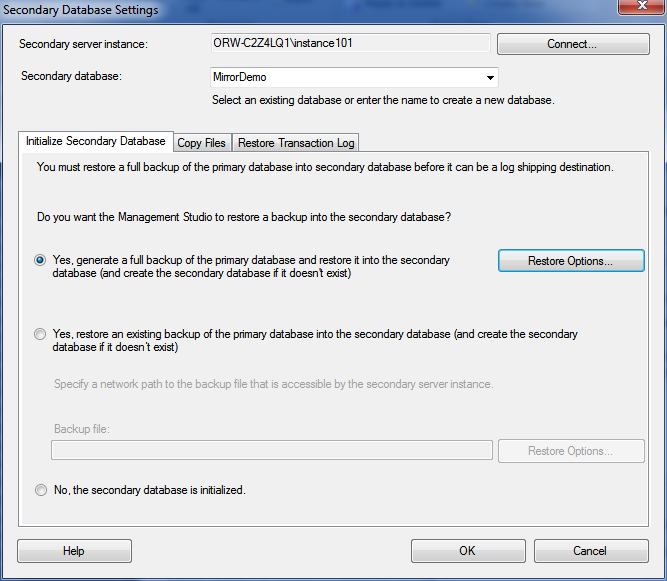 Secondary Database Settings
Secondary server instance:
ORW-C2Z4LQ1\instance101
Connect...
Secondary database:
MirrorDemo
Select an existing database or enter the name to create a new database.
Initialize Secondary Database
Copy Files
Restore Transaction Log
You must restore a full backup of the primary database into secondary database before it can be a log shipping destination.
Do you want the Management Studio to restore a backup into the secondary database?
Yes, generate a full backup of the primary database and restore it into the secondary
database (and create the secondary database if it doesn't exist)
Restore Options...
Yes, restore an existing backup of the primary database into the secondary database (and create the secondary
database if it doesn't exist)
Specify a network path to the backup file that is accessible by the secondary server instance.
Backup file:
Restore Options...
No, the secondary database is initialized.
Help
OK
Cancel